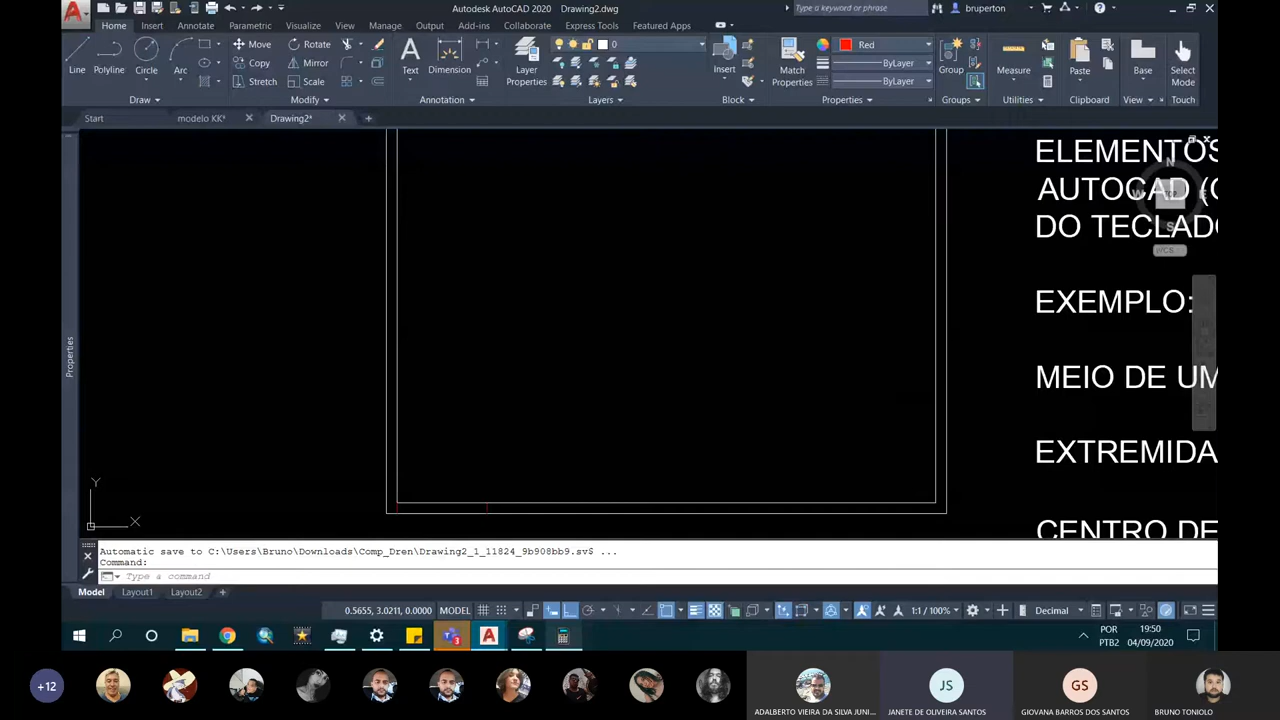 Autodesk AutoCAD 2020 Drawing2.dwg
Type a keyword or phrase
bruperton
Home Insert Annotate Parametric Visualize View Manage Output Add-ins Collaborate Express Tools Featured Apps
Line Polyline Circle Arc
Move Rotate
Copy Mirror
Stretch Scale
Text Dimension
Layer Properties
0
Insert
Match Properties
Red
ByLayer
ByLayer
Group
Measure
Paste
Base
Select Mode
Draw Modify Annotation Layers Block Properties Groups Utilities Clipboard View Touch
Start modelo KK* Drawing2*
Properties
ELEMENTOS
AUTOCAD (
DO TECLAD
EXEMPLO:
MEIO DE UM
EXTREMIDA
CENTRO DE
N
W TOP E
S
WCS
Y
X
Automatic save to C:\Users\Bruno\Downloads\Comp_Dren\Drawing2_1_11824_9b908bb9.sv$ ...
Command:
Type a command
Model Layout1 Layout2 +
0.5655, 3.0211, 0.0000 MODEL 1:1 / 100% Decimal
POR
PTB2
19:50
04/09/2020
+12
JS
GS
ADALBERTO VIEIRA DA SILVA JUNI...
JANETE DE OLIVEIRA SANTOS
GIOVANA BARROS DOS SANTOS
BRUNO TONIOLO